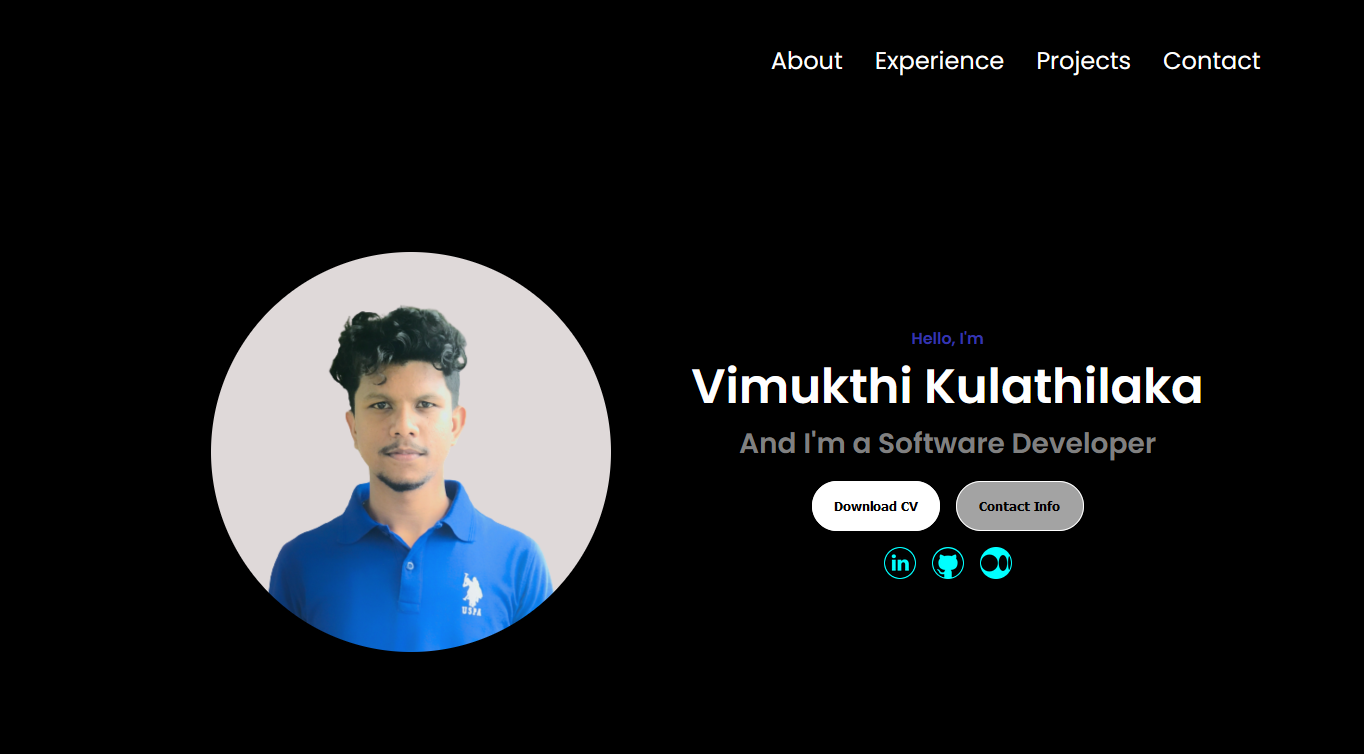 About Experience Projects Contact
Hello, I'm
Vimukthi Kulathilaka
And I'm a Software Developer
Download CV Contact Info
in
USPA